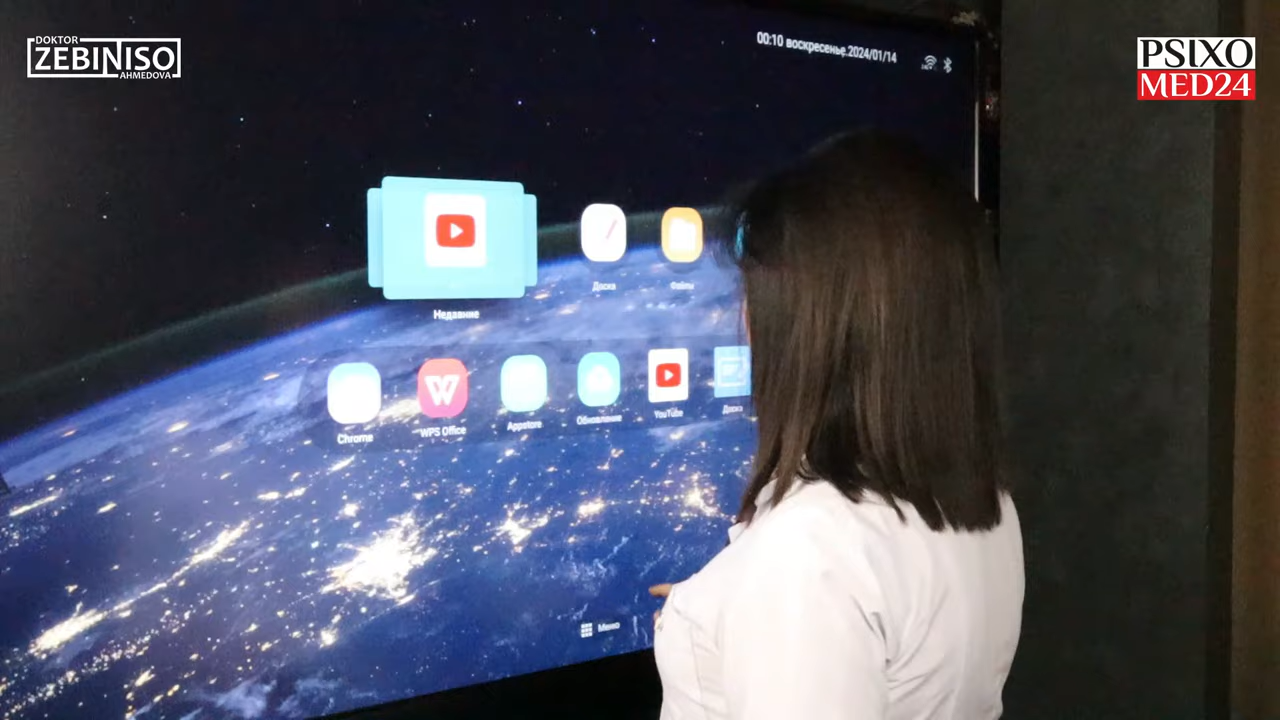 DOKTOR
ZEBINISO
AHMEDOVA
PSIXO
MED24
00:10 воскресенье 2024/01/14
Доска
Файлы
Недавние
Chrome
WPS Office
Appstore
Обновление
YouTube
Доска
Меню